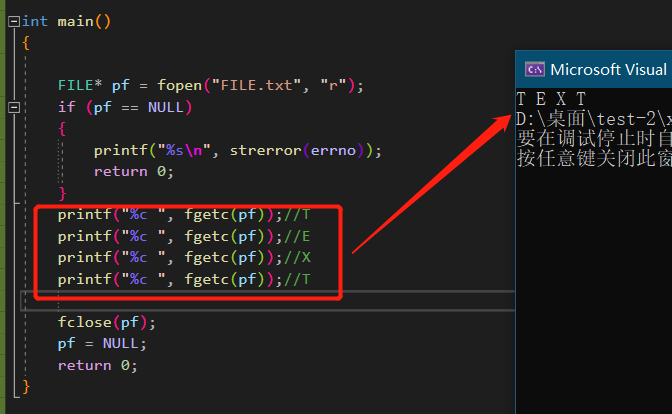 int main()
{
FILE* pf = fopen("FILE.txt", "r");
if (pf == NULL)
{
printf("%s\n", strerror(errno));
return 0;
}
printf("%c ", fgetc(pf));//T
printf("%c ", fgetc(pf));//E
printf("%c ", fgetc(pf));//X
printf("%c ", fgetc(pf));//T
fclose(pf);
pf = NULL;
return 0;
}
C:\
Microsoft Visual
T E X T
D:\桌面\test-2\x
要在调试停止时自
按任意键关闭此窗